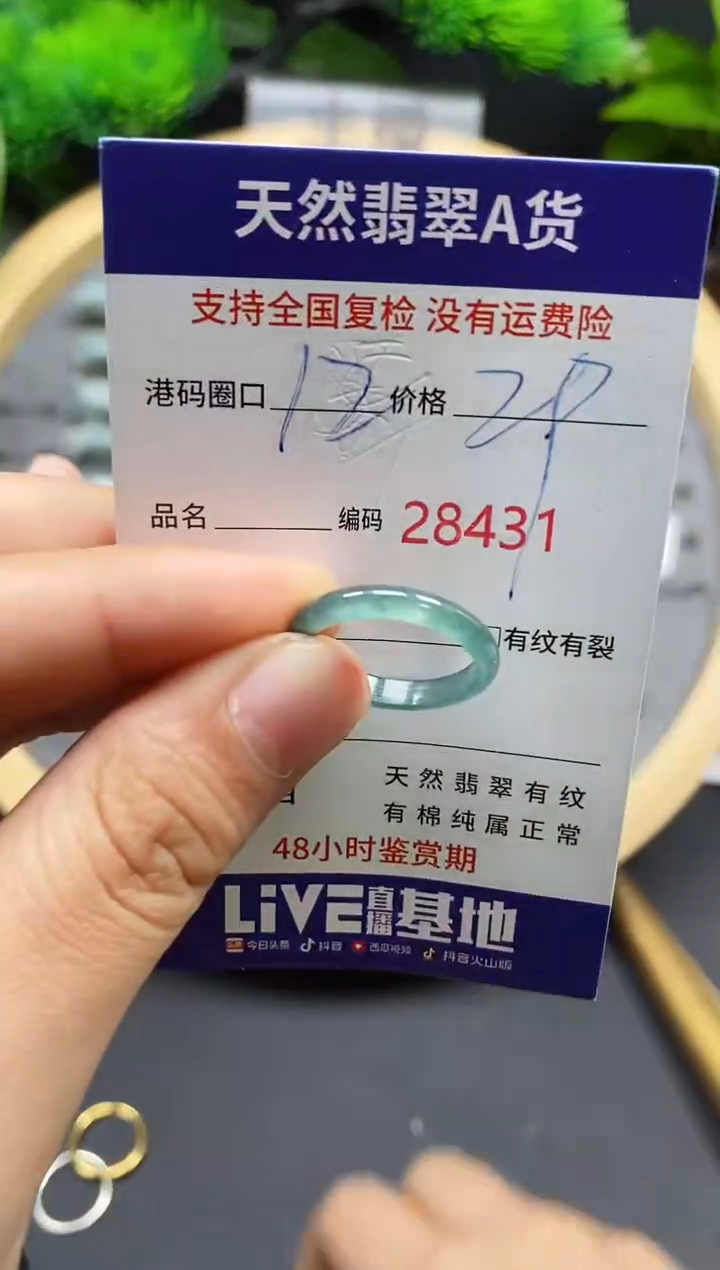 天然翡翠A货
支持全国复检 没有运费险
港码圈口 12 价格 29
品名 编码 28431
有纹有裂
天然翡翠有纹
有棉纯属正常
48小时鉴赏期
LiVE直播基地
今日头条 抖音 西瓜视频 抖音火山版